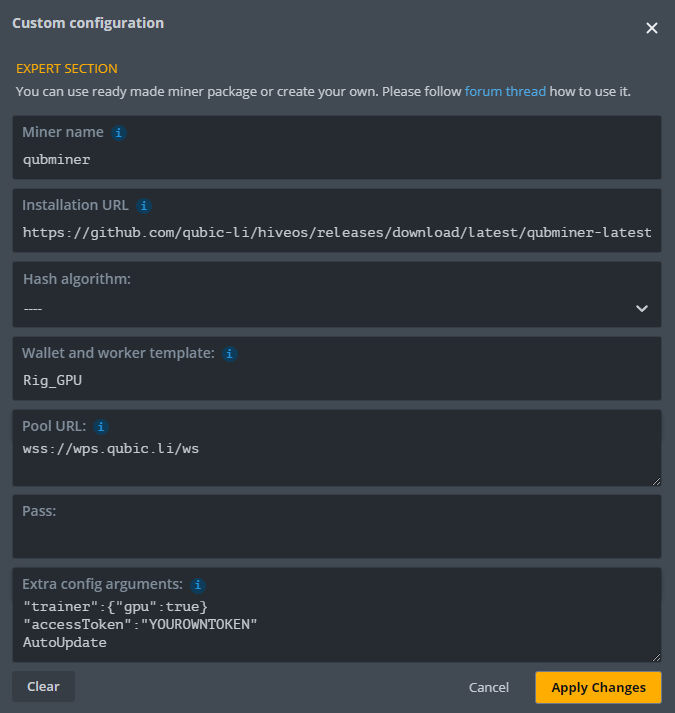 Custom configuration
EXPERT SECTION
You can use ready made miner package or create your own. Please follow forum thread how to use it.
Miner name
qubminer
Installation URL
https://github.com/qubic-li/hiveos/releases/download/latest/qubminer-latest
Hash algorithm:
----
Wallet and worker template:
Rig_GPU
Pool URL:
wss://wps.qubic.li/ws
Pass:
Extra config arguments:
"trainer":{"gpu":true}
"accessToken":"YOUROWNTOKEN"
AutoUpdate
Clear
Cancel
Apply Changes